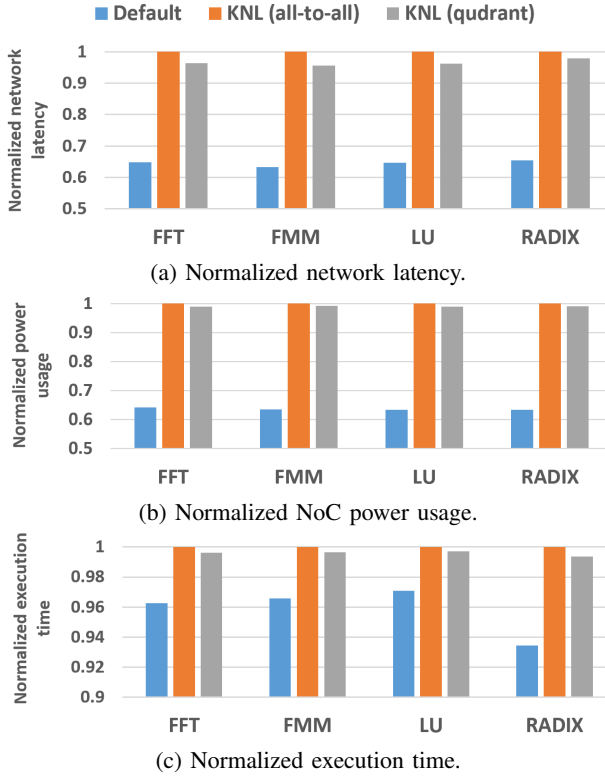 Default KNL (all-to-all) KNL (qudrant)
Normalized network
latency
1
0.9
0.8
0.7
0.6
0.5
FFT FMM LU RADIX
(a) Normalized network latency.
Normalized power
usage
1
0.9
0.8
0.7
0.6
0.5
FFT FMM LU RADIX
(b) Normalized NoC power usage.
Normalized execution
time
1
0.98
0.96
0.94
0.92
0.9
FFT FMM LU RADIX
(c) Normalized execution time.